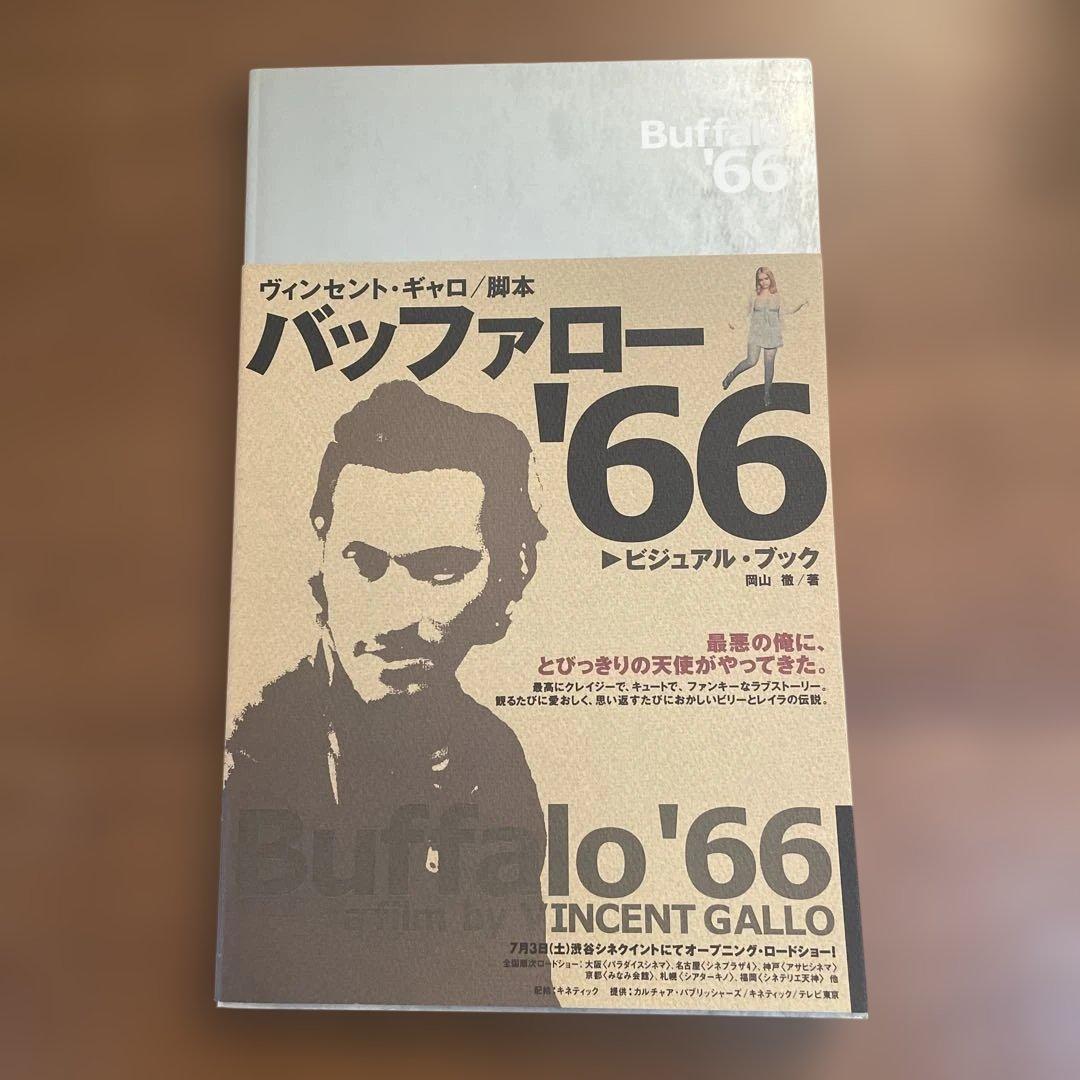 Buffalo
'66
ヴィンセント・ギャロ/脚本
バッファロー
'66
▶ビジュアル・ブック
岡山 徹/著
最悪の俺に、
とびっきりの天使がやってきた。
最高にクレイジーで、キュートで、ファンキーなラブストーリー。
観るたびに愛おしく、思い返すたびにおかしいビリーとレイラの伝説。
Buffalo '66
a film by VINCENT GALLO
7月3日(土)渋谷シネクイントにてオープニング・ロードショー!
全国順次ロードショー:大阪〈パラダイスシネマ〉、名古屋〈シネプラザ4〉、神戸〈アサヒシネマ〉
京都〈みなみ会館〉、札幌〈シアターキノ〉、福岡〈シネテリエ天神〉 他
配給:キネティック 提供:カルチャア・パブリッシャーズ/キネティック/テレビ東京